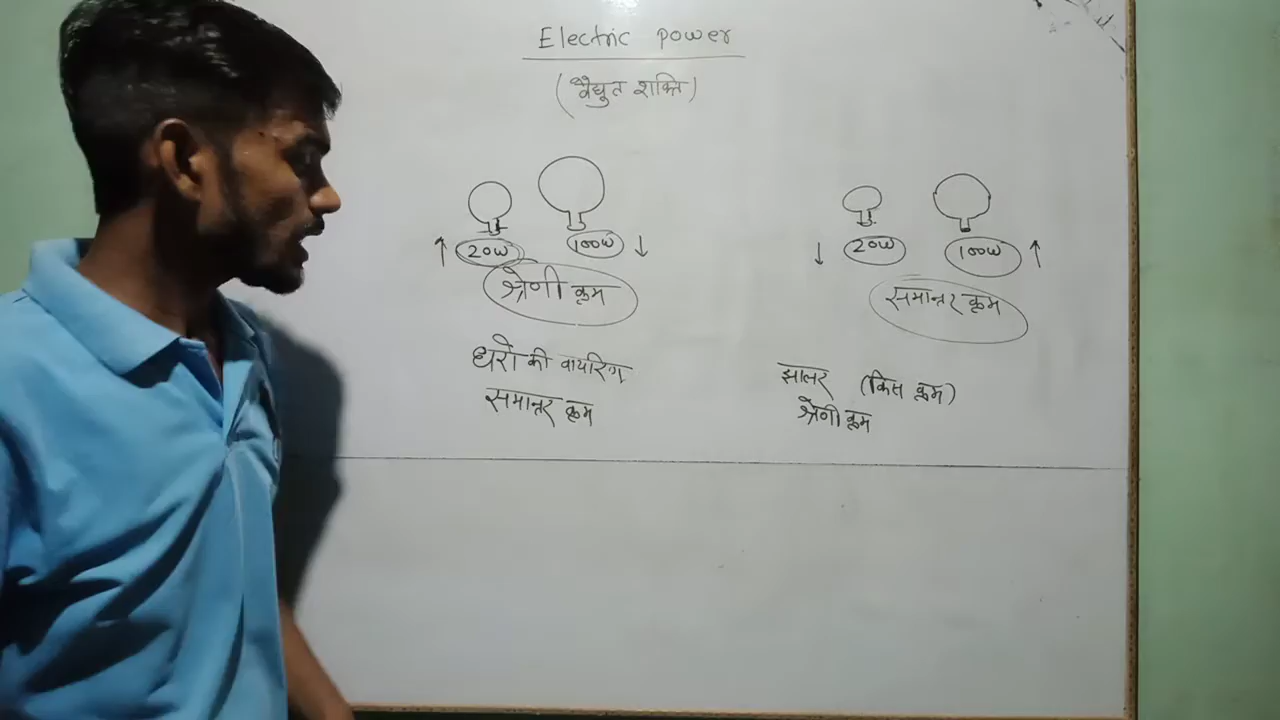 Electric power
(वैद्युत शक्ति)
↑ 20W 100W ↓
श्रेणी क्रम
↓ 20W 100W ↑
समान्तर क्रम
घरो की वायरिंग
समान्तर क्रम
झालर (किस क्रम)
श्रेणी क्रम